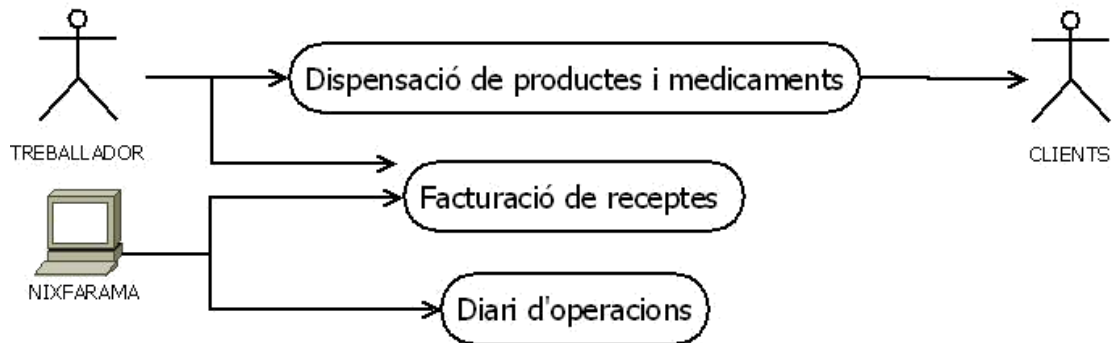 Dispensació de productes i medicaments
TREBALLADOR
CLIENTS
Facturació de receptes
NIXFARAMA
Diari d'operacions